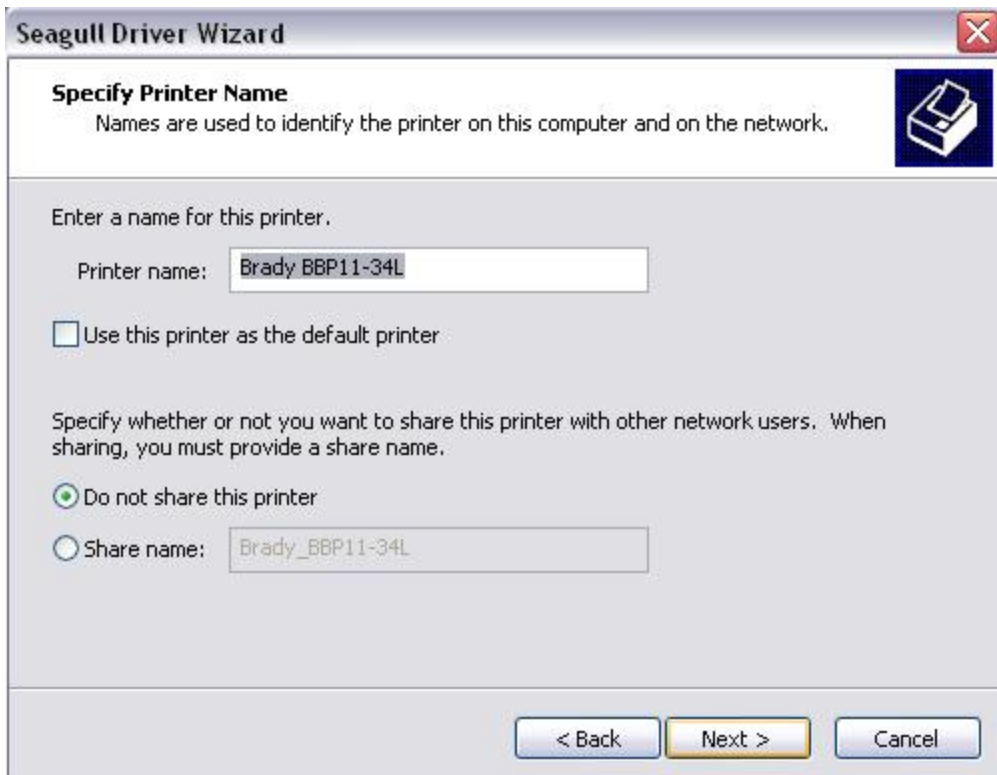 Seagull Driver Wizard
Specify Printer Name
Names are used to identify the printer on this computer and on the network.
Enter a name for this printer.
Printer name: Brady BBP11-34L
Use this printer as the default printer
Specify whether or not you want to share this printer with other network users. When
sharing, you must provide a share name.
Do not share this printer
Share name: Brady_BBP11-34L
< Back Next > Cancel